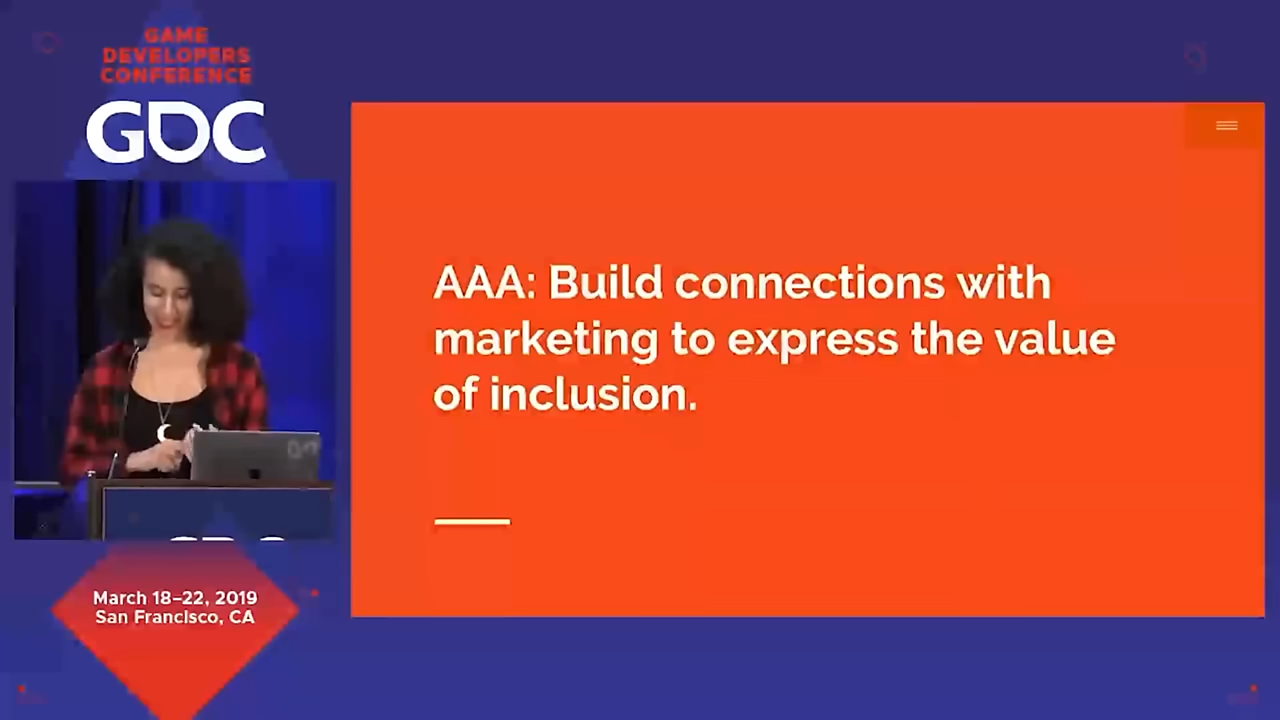 GAME
DEVELOPERS
CONFERENCE
GDC
AAA: Build connections with
marketing to express the value
of inclusion.
March 18–22, 2019
San Francisco, CA